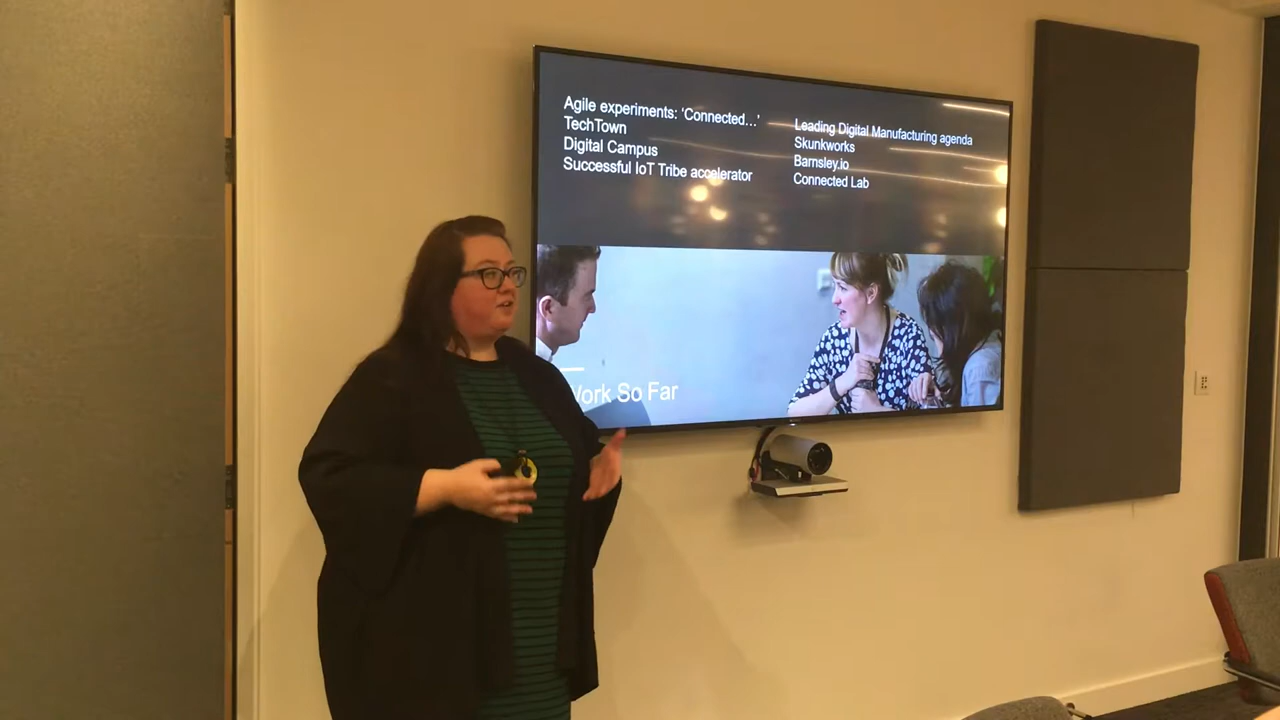 Agile experiments: 'Connected...'
TechTown
Digital Campus
Successful IoT Tribe accelerator
Leading Digital Manufacturing agenda
Skunkworks
Barnsley.io
Connected Lab
Work So Far